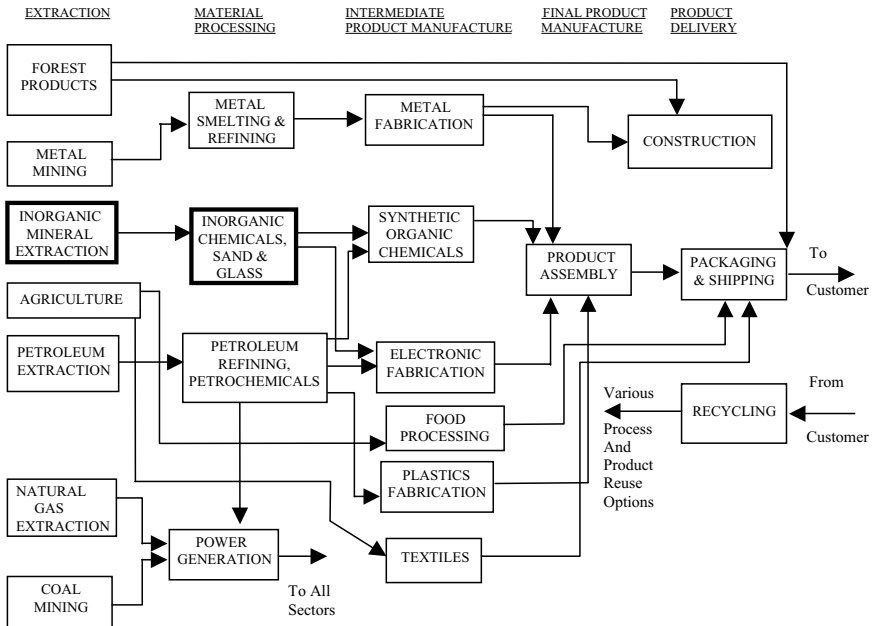 EXTRACTION
MATERIAL
PROCESSING
INTERMEDIATE
PRODUCT MANUFACTURE
FINAL PRODUCT
MANUFACTURE
PRODUCT
DELIVERY
FOREST
PRODUCTS
METAL
SMELTING &
REFINING
METAL
FABRICATION
CONSTRUCTION
METAL
MINING
INORGANIC
MINERAL
EXTRACTION
INORGANIC
CHEMICALS,
SAND &
GLASS
SYNTHETIC
ORGANIC
CHEMICALS
PRODUCT
ASSEMBLY
PACKAGING
& SHIPPING
To
Customer
AGRICULTURE
PETROLEUM
EXTRACTION
PETROLEUM
REFINING,
PETROCHEMICALS
ELECTRONIC
FABRICATION
FOOD
PROCESSING
Various
Process
And
Product
Reuse
Options
RECYCLING
From
Customer
PLASTICS
FABRICATION
NATURAL
GAS
EXTRACTION
POWER
GENERATION
To All
Sectors
TEXTILES
COAL
MINING